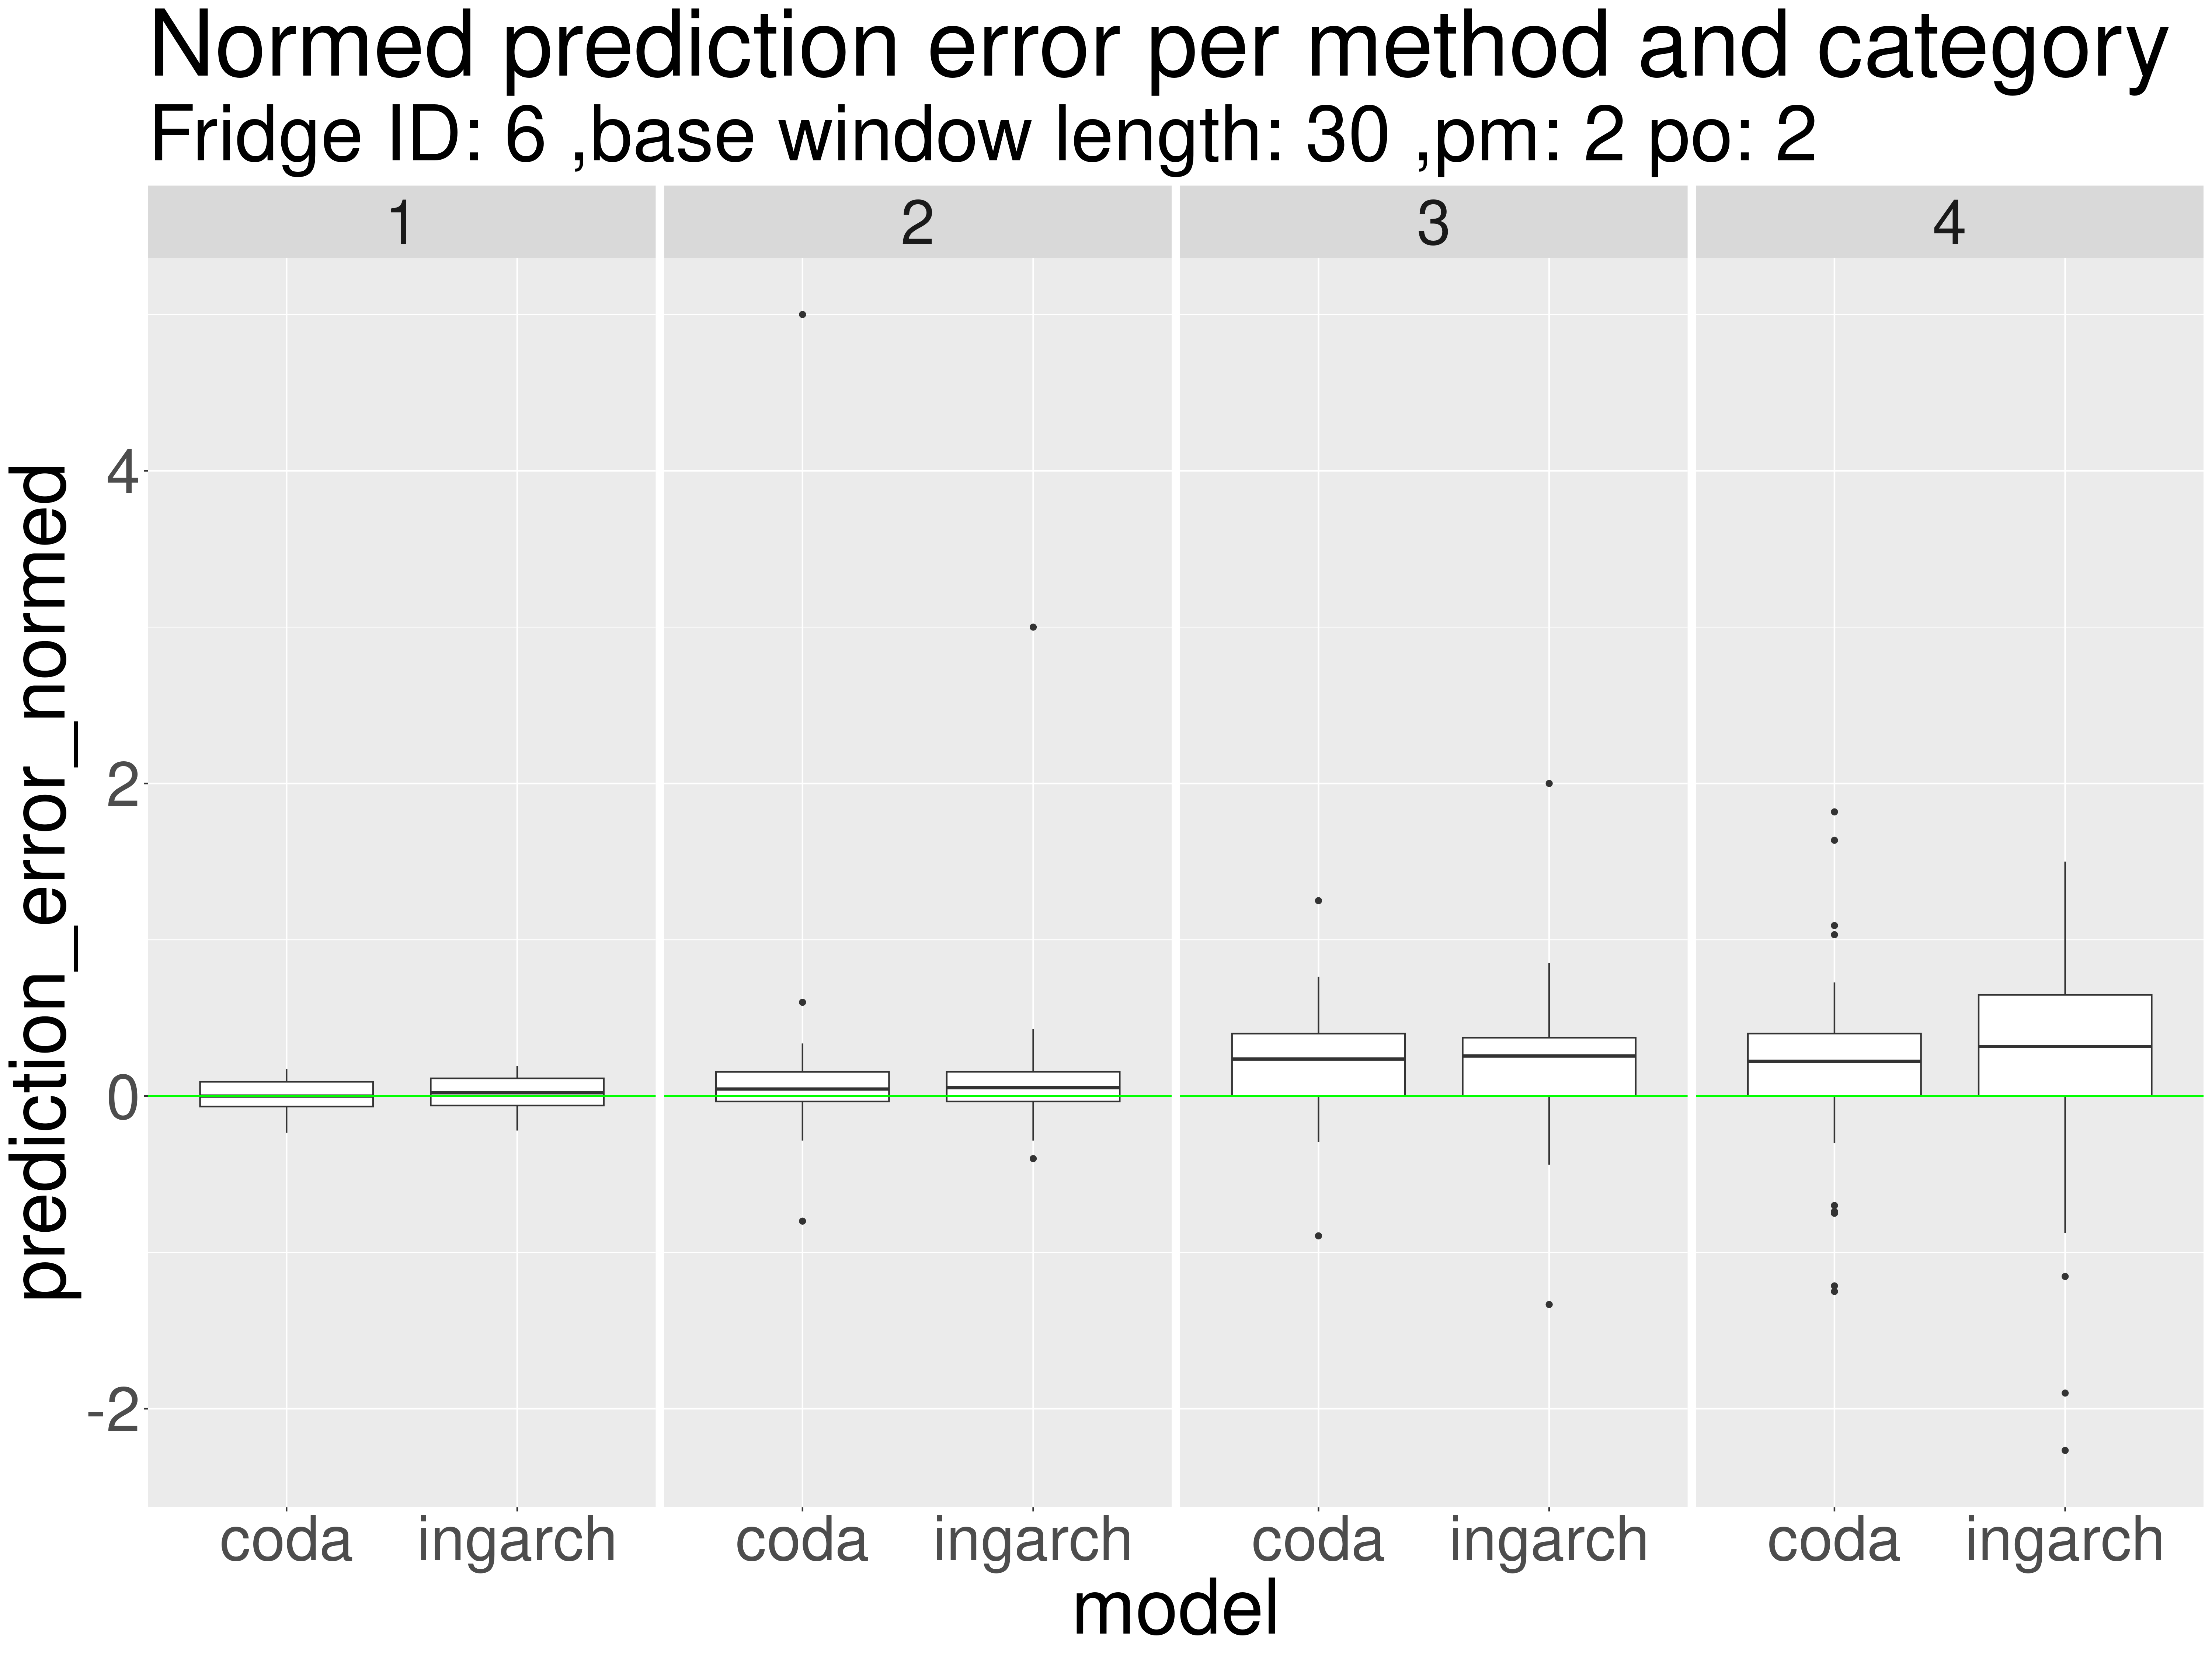 Normed prediction error per method and category
Fridge ID: 6 ,base window length: 30 ,pm: 2 po: 2
1 2 3 4
prediction_error_normed
4
2
0
-2
coda ingarch coda ingarch coda ingarch coda ingarch
model